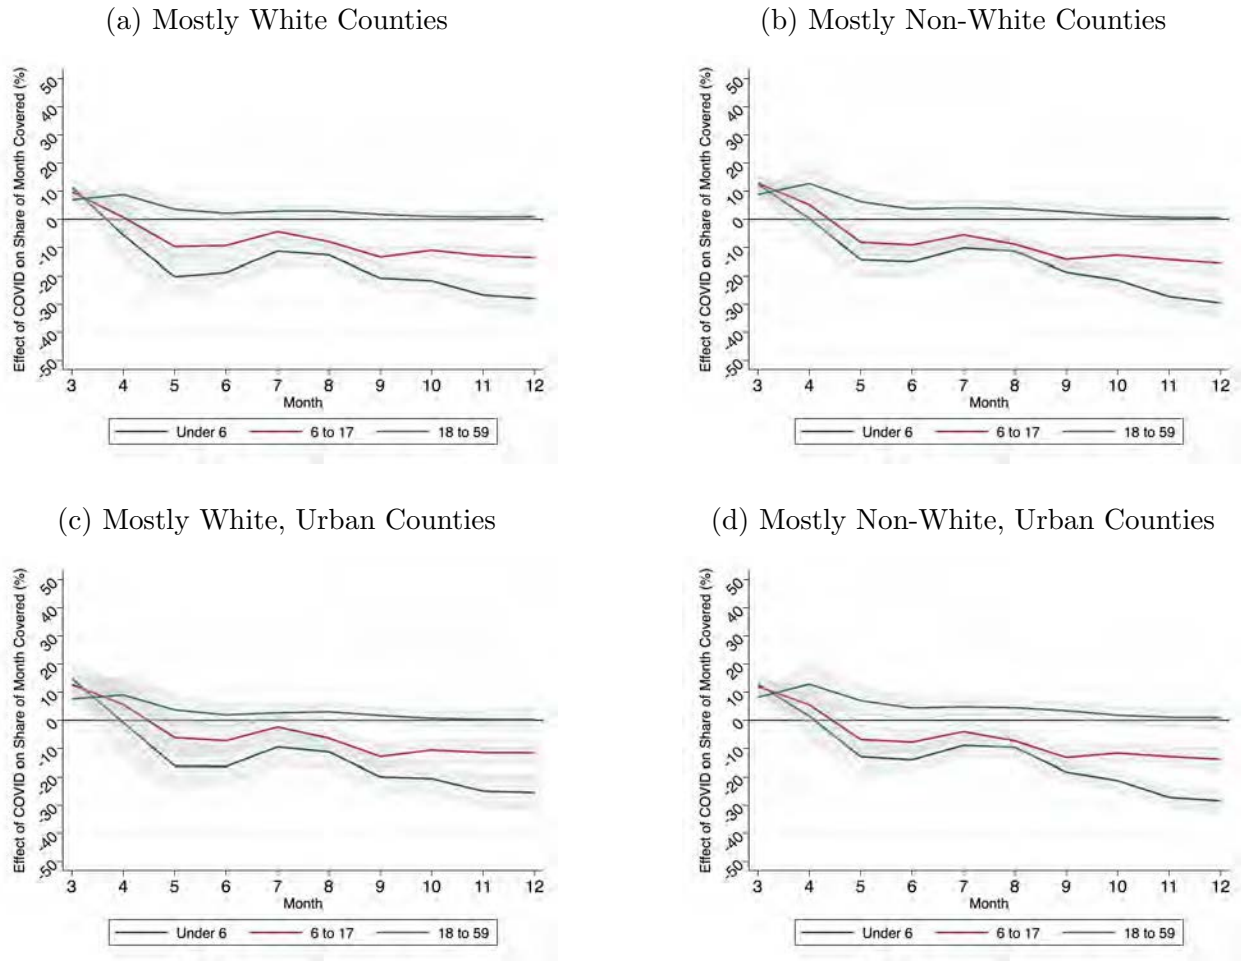 (a) Mostly White Counties
Effect of COVID on Share of Month Covered (%)
50
40
30
20
10
0
-10
-20
-30
-40
-50
3 4 5 6 7 8 9 10 11 12
Month
Under 6 6 to 17 18 to 59
(b) Mostly Non-White Counties
Effect of COVID on Share of Month Covered (%)
50
40
30
20
10
0
-10
-20
-30
-40
-50
3 4 5 6 7 8 9 10 11 12
Month
Under 6 6 to 17 18 to 59
(c) Mostly White, Urban Counties
Effect of COVID on Share of Month Covered (%)
50
40
30
20
10
0
-10
-20
-30
-40
-50
3 4 5 6 7 8 9 10 11 12
Month
Under 6 6 to 17 18 to 59
(d) Mostly Non-White, Urban Counties
Effect of COVID on Share of Month Covered (%)
50
40
30
20
10
0
-10
-20
-30
-40
-50
3 4 5 6 7 8 9 10 11 12
Month
Under 6 6 to 17 18 to 59